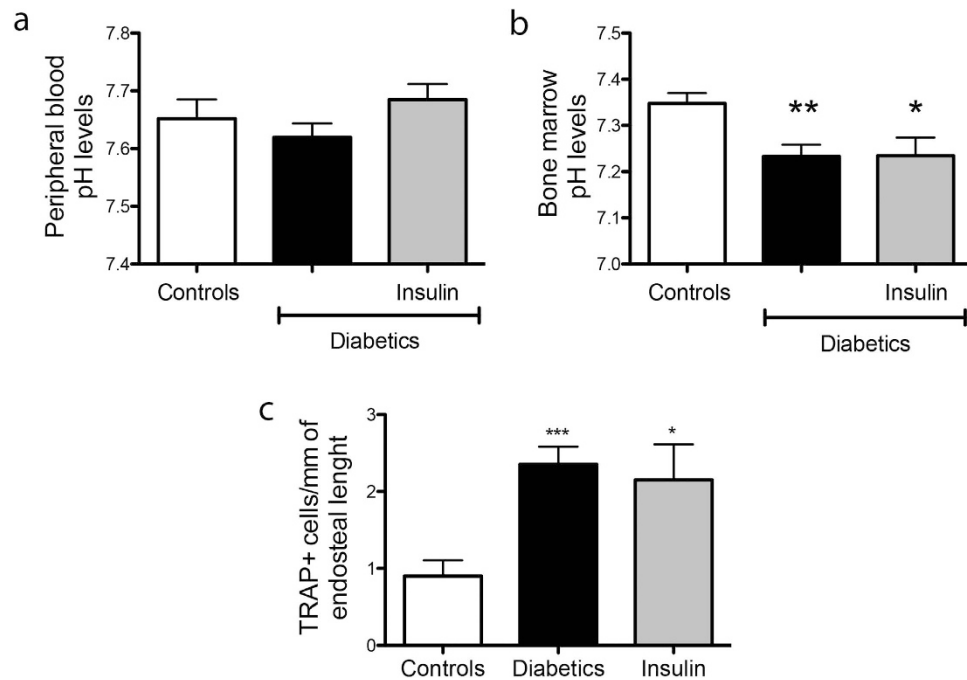 a
Peripheral blood
pH levels
7.8
7.7
7.6
7.5
7.4
Controls
Insulin
Diabetics
b
Bone marrow
pH levels
7.5
7.4
7.3
7.2
7.1
7.0
**
*
Controls
Insulin
Diabetics
c
TRAP+ cells/mm of
endosteal lenght
3
2
1
0
***
*
Controls
Diabetics
Insulin